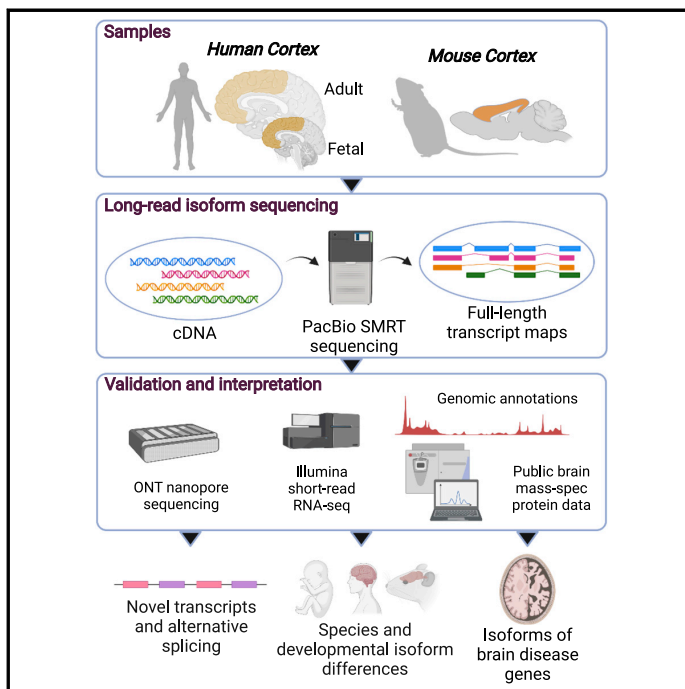 Samples
Human Cortex
Mouse Cortex
Adult
Fetal
Long-read isoform sequencing
cDNA
PacBio SMRT
sequencing
Full-length
transcript maps
Validation and interpretation
Genomic annotations
ONT nanopore
sequencing
Illumina
short-read
RNA-seq
Public brain
mass-spec
protein data
Novel transcripts
and alternative
splicing
Species and
developmental isoform
differences
Isoforms of
brain disease
genes